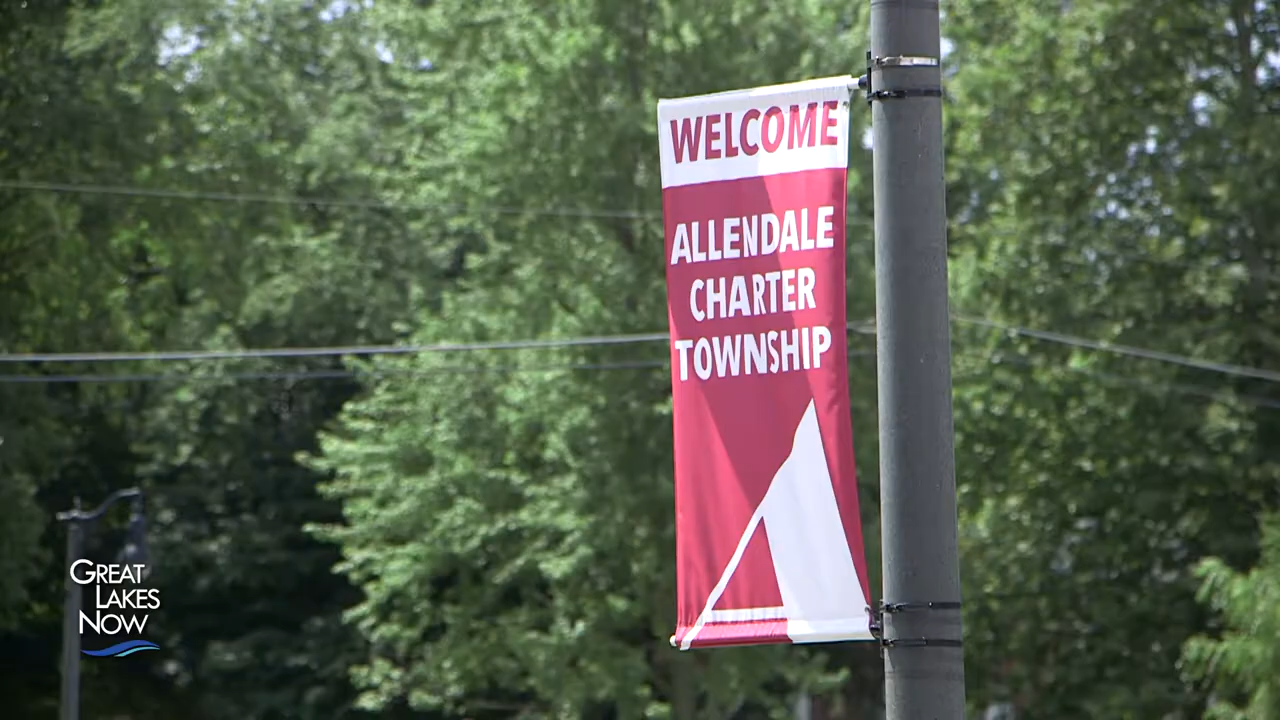 WELCOME
ALLENDALE
CHARTER
TOWNSHIP
GREAT
LAKES
NOW